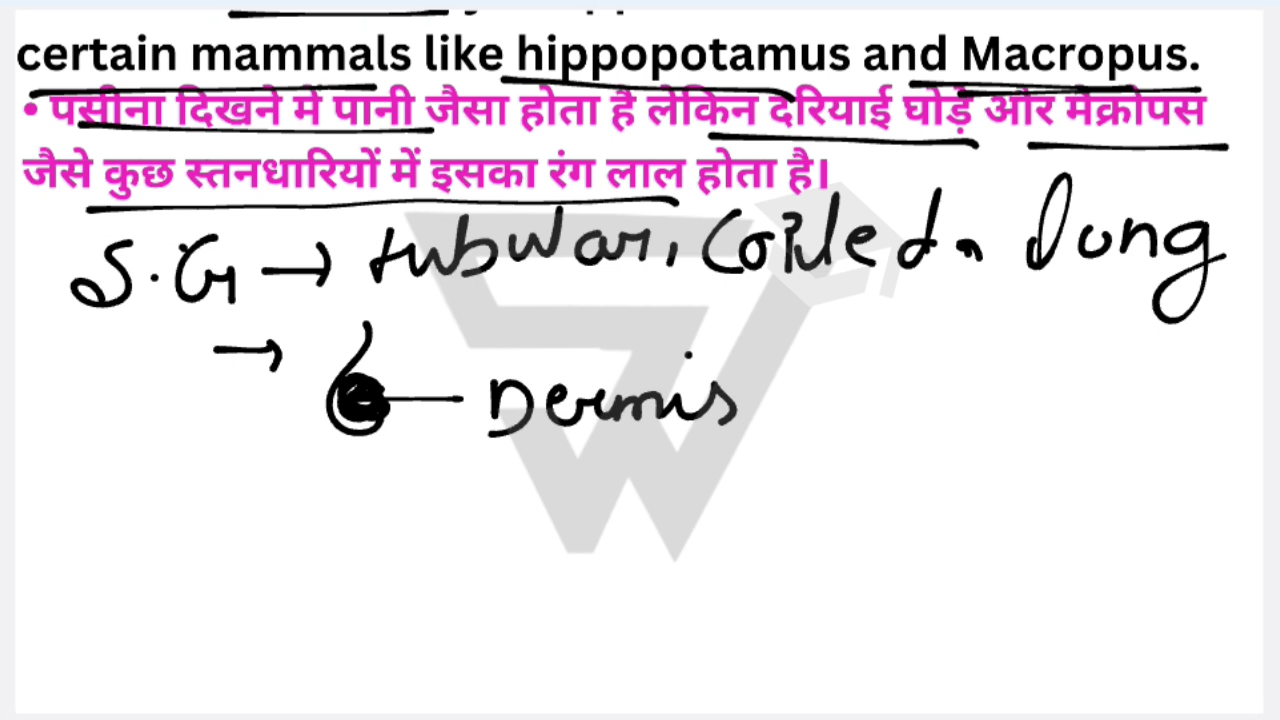 certain mammals like hippopotamus and Macropus.
• पसीना दिखने में पानी जैसा होता है लेकिन दरियाई घोड़े और मैक्रोपस
जैसे कुछ स्तनधारियों में इसका रंग लाल होता है।
S.G → tubular, Coiled, long
→ Dermis